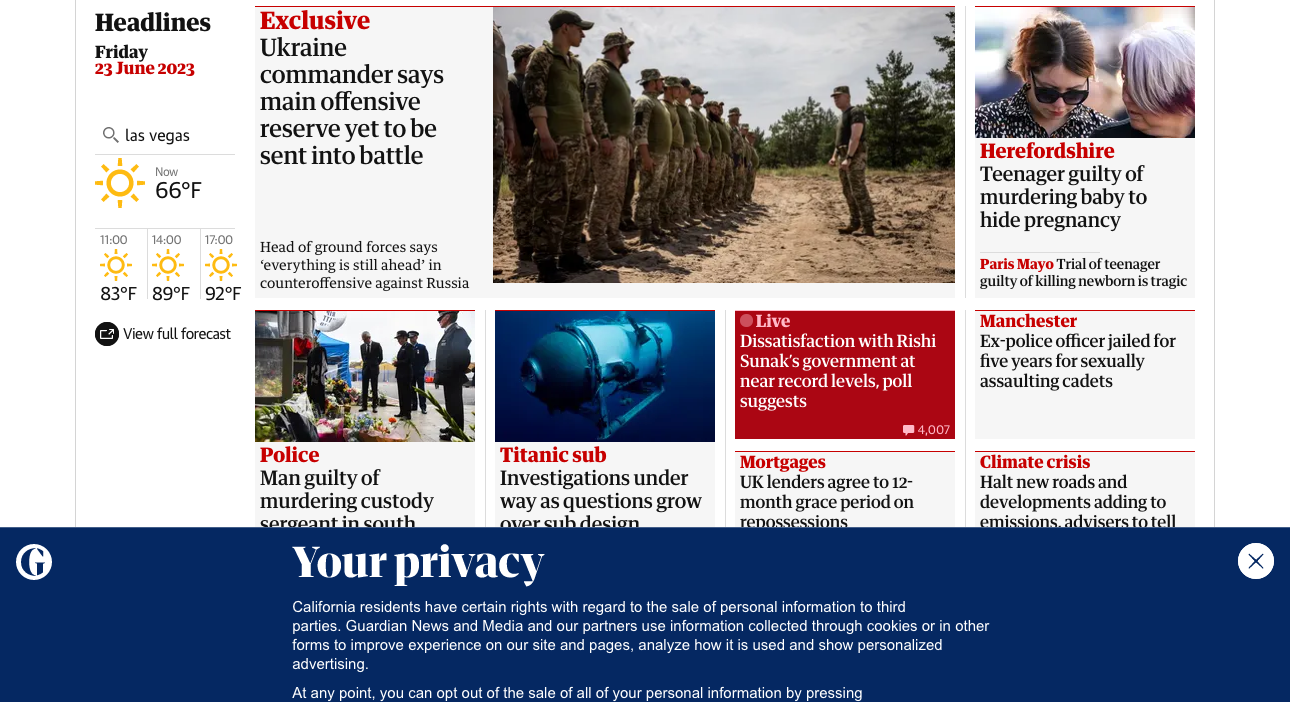 Headlines
Friday
23 June 2023
las vegas
Now
66°F
11:00
14:00
17:00
83°F
89°F
92°F
View full forecast
Exclusive
Ukraine
commander says
main offensive
reserve yet to be
sent into battle
Head of ground forces says
‘everything is still ahead’ in
counteroffensive against Russia
Herefordshire
Teenager guilty of
murdering baby to
hide pregnancy
Paris Mayo Trial of teenager
guilty of killing newborn is tragic
Police
Man guilty of
murdering custody
sergeant in south
Titanic sub
Investigations under
way as questions grow
over sub design
Live
Dissatisfaction with Rishi
Sunak’s government at
near record levels, poll
suggests
4,007
Mortgages
UK lenders agree to 12-
month grace period on
repossessions
Manchester
Ex-police officer jailed for
five years for sexually
assaulting cadets
Climate crisis
Halt new roads and
developments adding to
emissions, advisers to tell
G
Your privacy
California residents have certain rights with regard to the sale of personal information to third
parties. Guardian News and Media and our partners use information collected through cookies or in other
forms to improve experience on our site and pages, analyze how it is used and show personalized
advertising.
At any point, you can opt out of the sale of all of your personal information by pressing